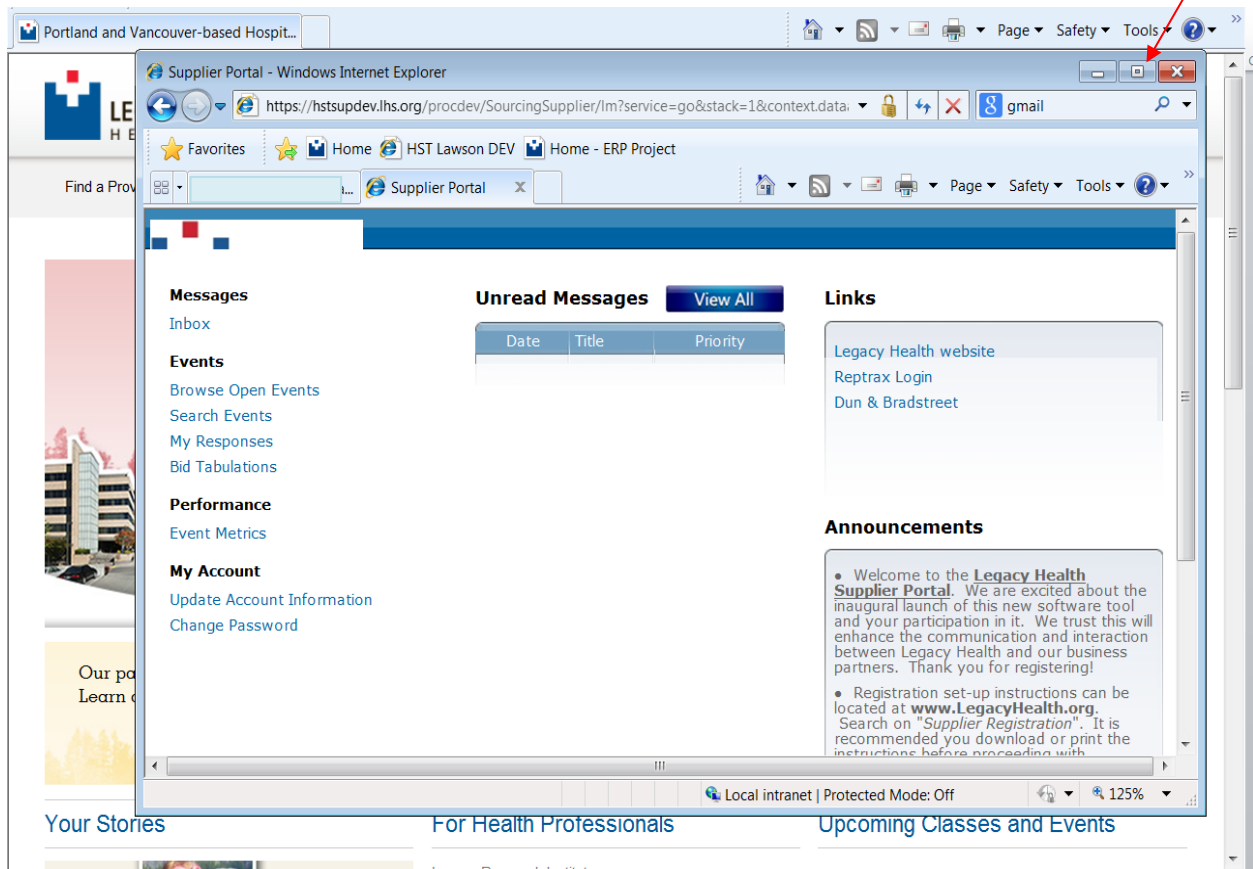 Portland and Vancouver-based Hospit...
Page Safety Tools
Supplier Portal - Windows Internet Explorer
https://hstsupdev.lhs.org/procdev/SourcingSupplier/lm?service=go&stack=1&context.data
gmail
LE
HE
Favorites Home HST Lawson DEV Home - ERP Project
Find a Prov
Supplier Portal X
Page Safety Tools
Messages
Inbox
Events
Browse Open Events
Search Events
My Responses
Bid Tabulations
Performance
Event Metrics
My Account
Update Account Information
Change Password
Unread Messages View All
Date Title Priority
Links
Legacy Health website
Reptrax Login
Dun & Bradstreet
Announcements
• Welcome to the Legacy Health
Supplier Portal. We are excited about the
inaugural launch of this new software tool
and your participation in it. We trust this will
enhance the communication and interaction
between Legacy Health and our business
partners. Thank you for registering!
• Registration set-up instructions can be
located at www.LegacyHealth.org.
Search on "Supplier Registration". It is
recommended you download or print the
instructions before proceeding with
Our pa
Learn
Local intranet | Protected Mode: Off 125%
Your Stories
For Health Professionals
Upcoming Classes and Events